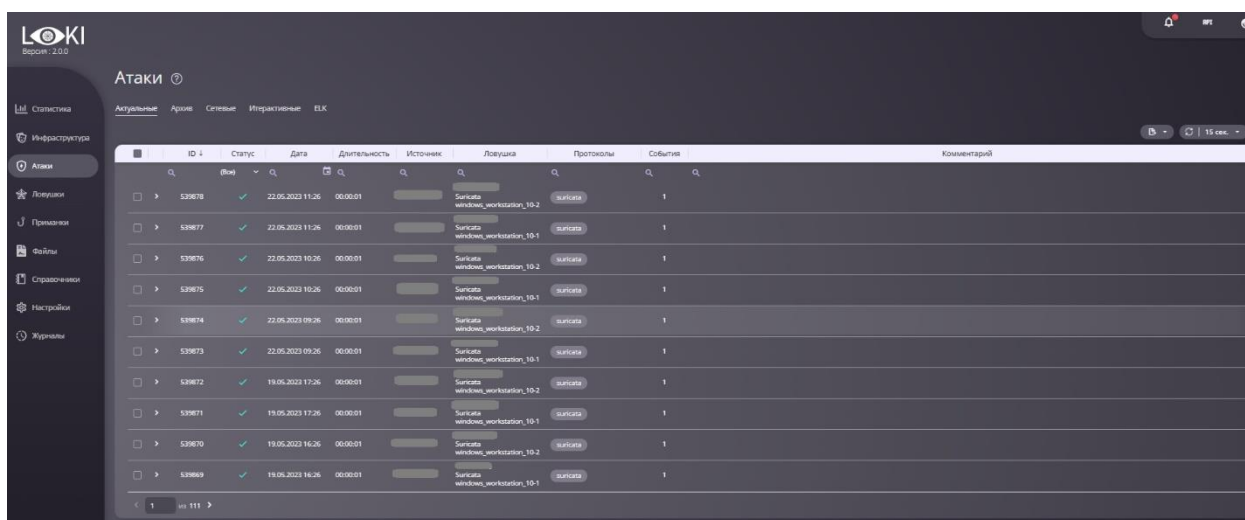 LOKI
Версия : 2.0.0
API
Атаки
Статистика
Актуальные Архив Сетевые Итерактивные ELK
Инфраструктура
15 сек.
Атаки
ID Статус Дата Длительность Источник Ловушка Протоколы События Комментарий
(Все)
Ловушки
539878 22.05.2023 11:26 00:00:01 Suricata windows_workstation_10-2 suricata 1
Приманки
539877 22.05.2023 11:26 00:00:01 Suricata windows_workstation_10-1 suricata 1
Файлы
539876 22.05.2023 10:26 00:00:01 Suricata windows_workstation_10-2 suricata 1
Справочники
539875 22.05.2023 10:26 00:00:01 Suricata windows_workstation_10-1 suricata 1
Настройки
539874 22.05.2023 09:26 00:00:01 Suricata windows_workstation_10-2 suricata 1
Журналы
539873 22.05.2023 09:26 00:00:01 Suricata windows_workstation_10-1 suricata 1
539872 19.05.2023 17:26 00:00:01 Suricata windows_workstation_10-2 suricata 1
539871 19.05.2023 17:26 00:00:01 Suricata windows_workstation_10-1 suricata 1
539870 19.05.2023 16:26 00:00:01 Suricata windows_workstation_10-2 suricata 1
539869 19.05.2023 16:26 00:00:01 Suricata windows_workstation_10-1 suricata 1
1 из 111